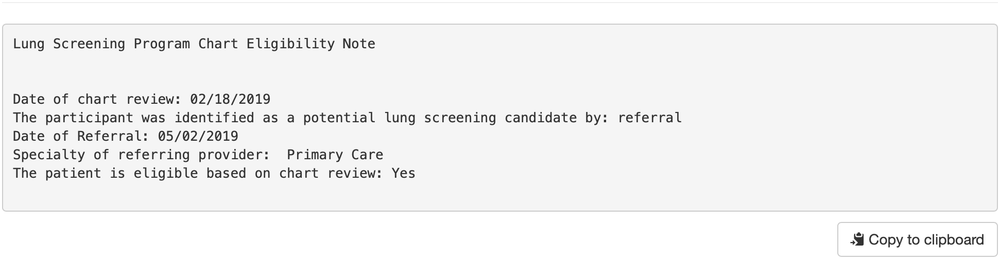 Lung Screening Program Chart Eligibility Note
Date of chart review: 02/18/2019
The participant was identified as a potential lung screening candidate by: referral
Date of Referral: 05/02/2019
Specialty of referring provider:  Primary Care
The patient is eligible based on chart review: Yes
Copy to clipboard